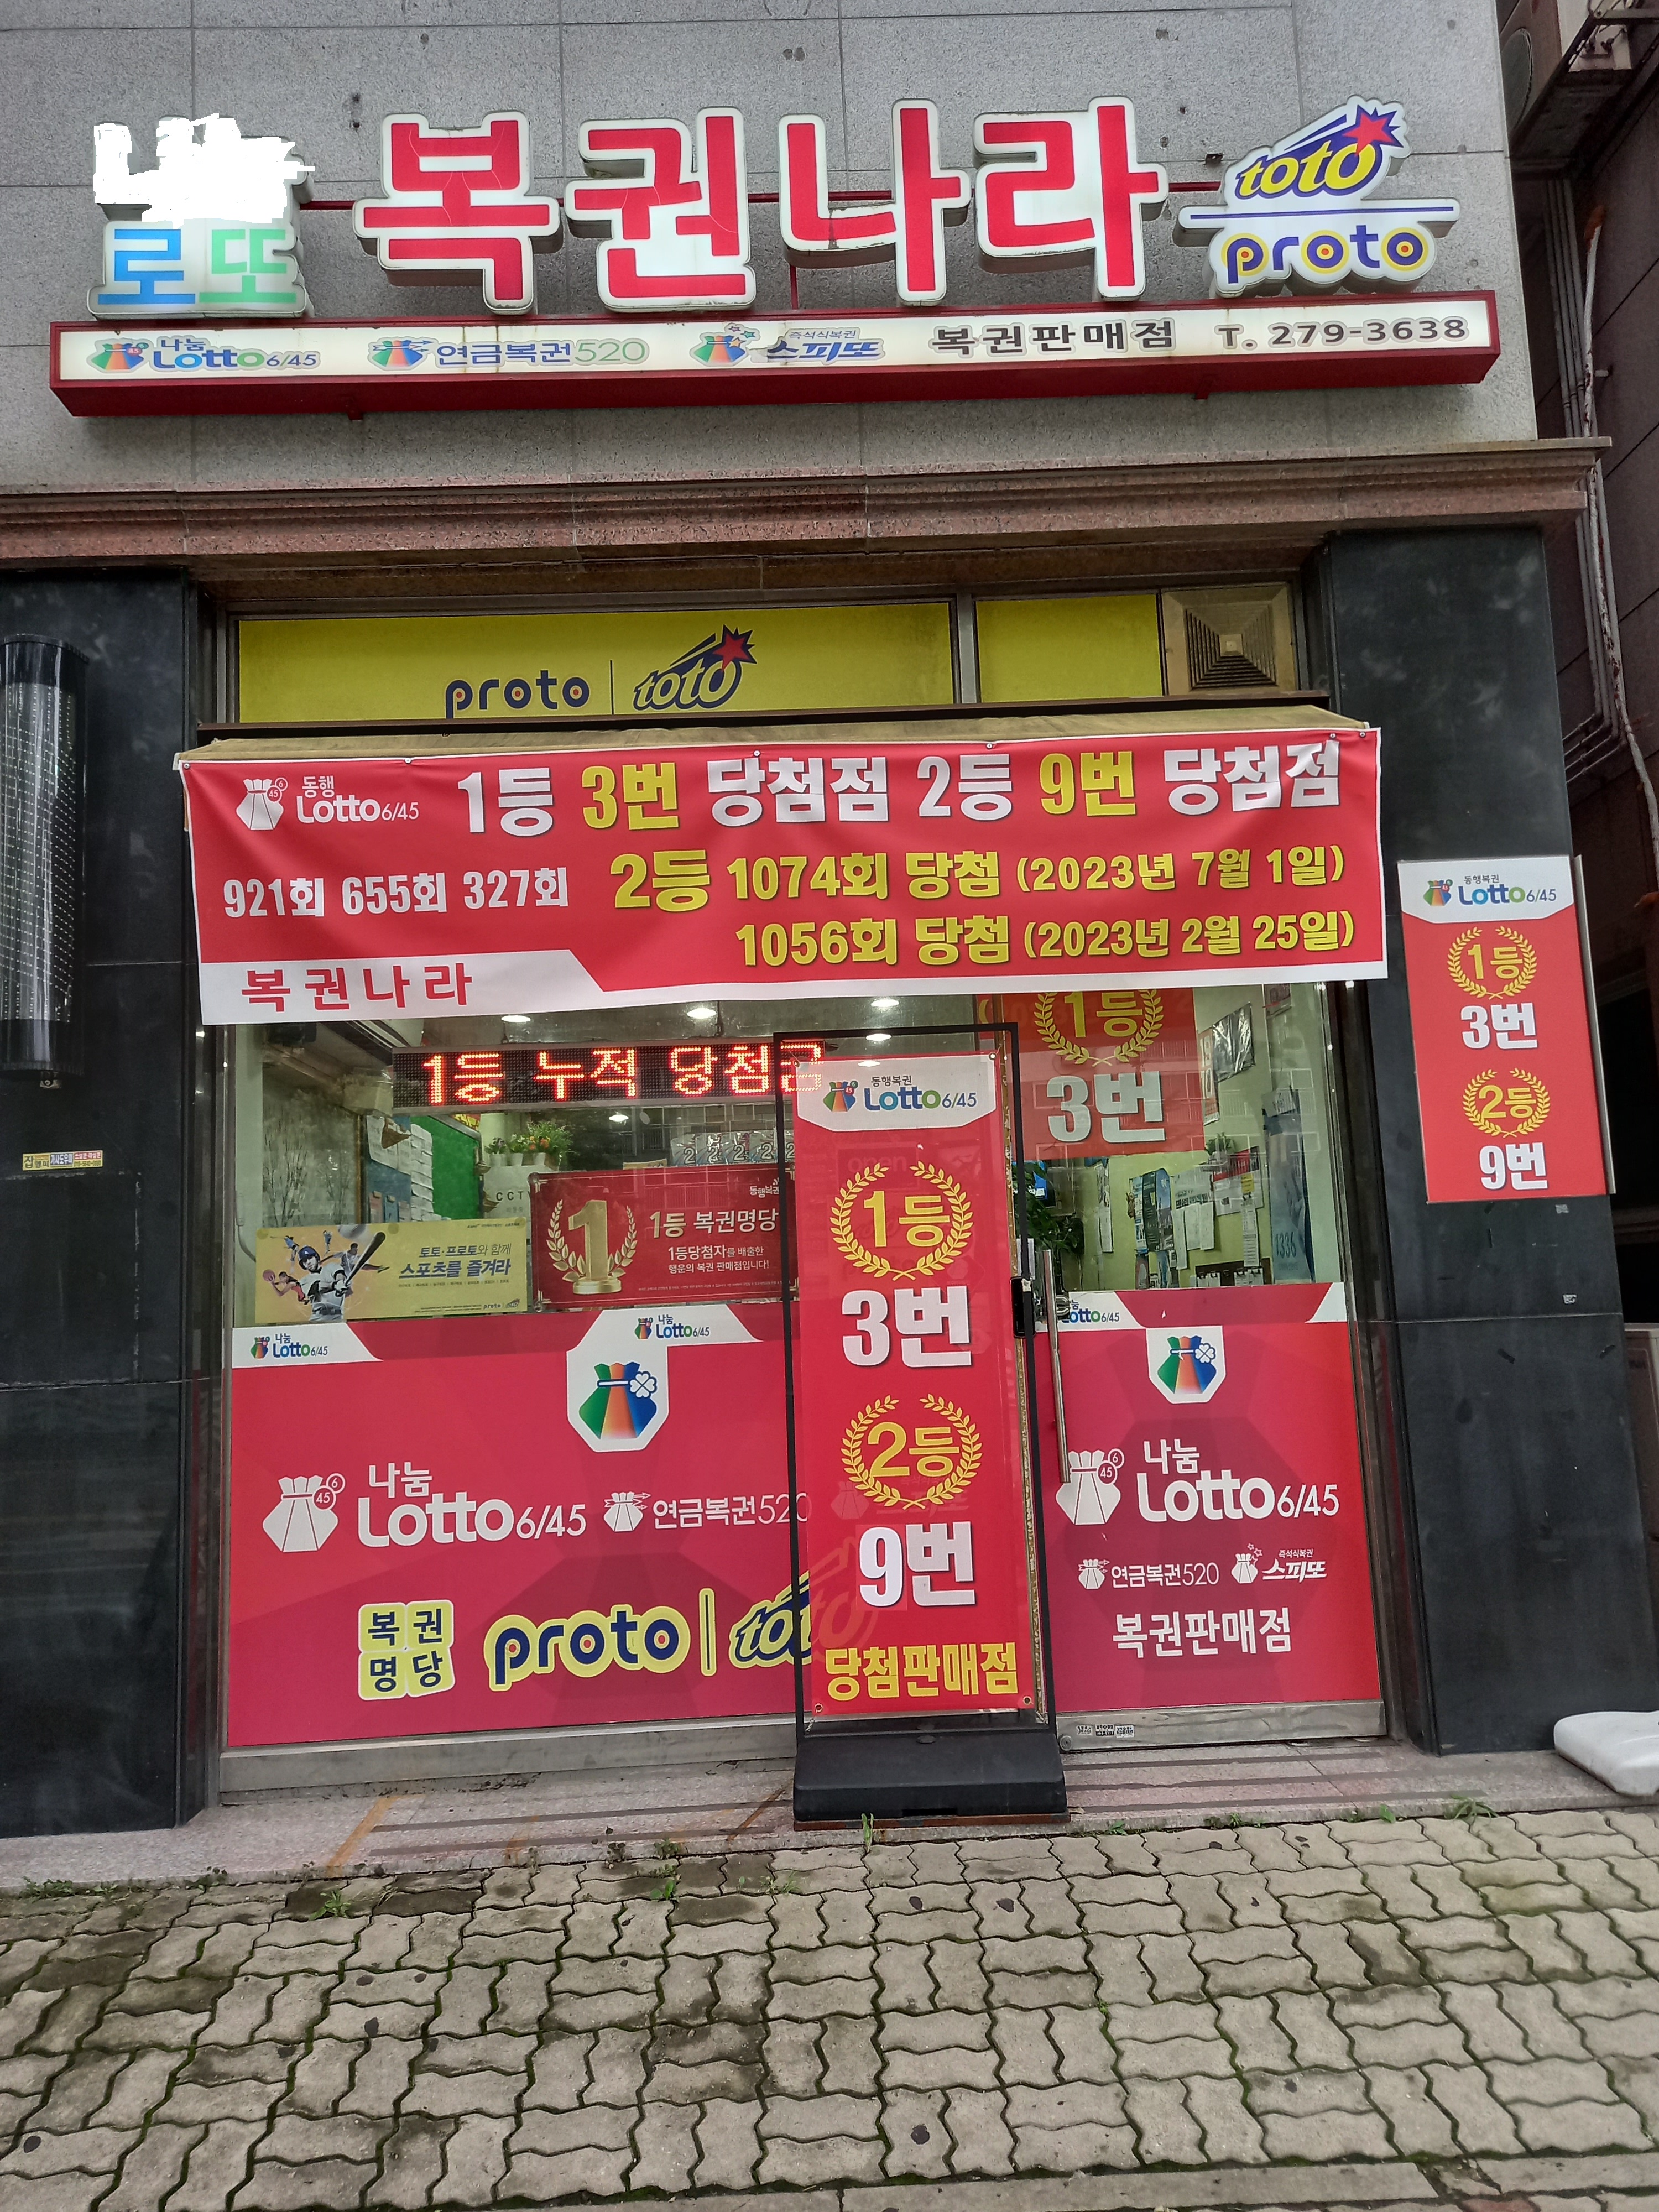 로또 복권나라 toto
proto
나눔 Lotto 6/45 연금복권520 즉석식복권 스피또 복권판매점 T. 279-3638
proto | toto
동행 Lotto 6/45 1등 3번 당첨점 2등 9번 당첨점
921회 655회 327회 2등 1074회 당첨 (2023년 7월 1일)
1056회 당첨 (2023년 2월 25일)
복권나라
동행복권
Lotto 6/45
1등
3번
2등
9번
1등 누적 당첨금
1등
3번
동행복권
Lotto 6/45
1등
3번
2등
9번
당첨판매점
CCTV
토토·프로토와 함께
스포츠를 즐겨라
동행복권
1 1등 복권명당
1등당첨자를 배출한
행운의 복권 판매점입니다!
1336
나눔 Lotto 6/45
나눔 Lotto 6/45
Lotto 6/45
나눔
Lotto 6/45 연금복권520
복권
명당
proto | toto
나눔
Lotto 6/45
연금복권520 즉석식복권 스피또
복권판매점